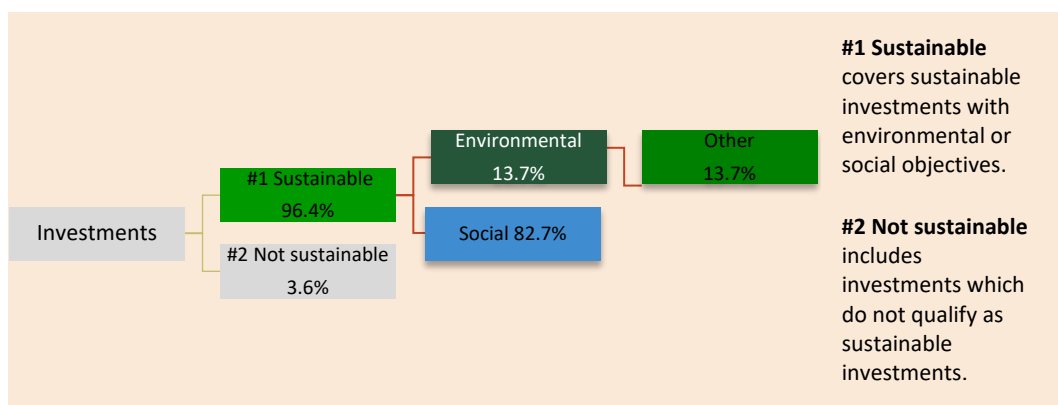 Investments
#1 Sustainable
96.4%
#2 Not sustainable
3.6%
Environmental
13.7%
Social 82.7%
Other
13.7%
#1 Sustainable
covers sustainable
investments with
environmental or
social objectives.
#2 Not sustainable
includes
investments which
do not qualify as
sustainable
investments.